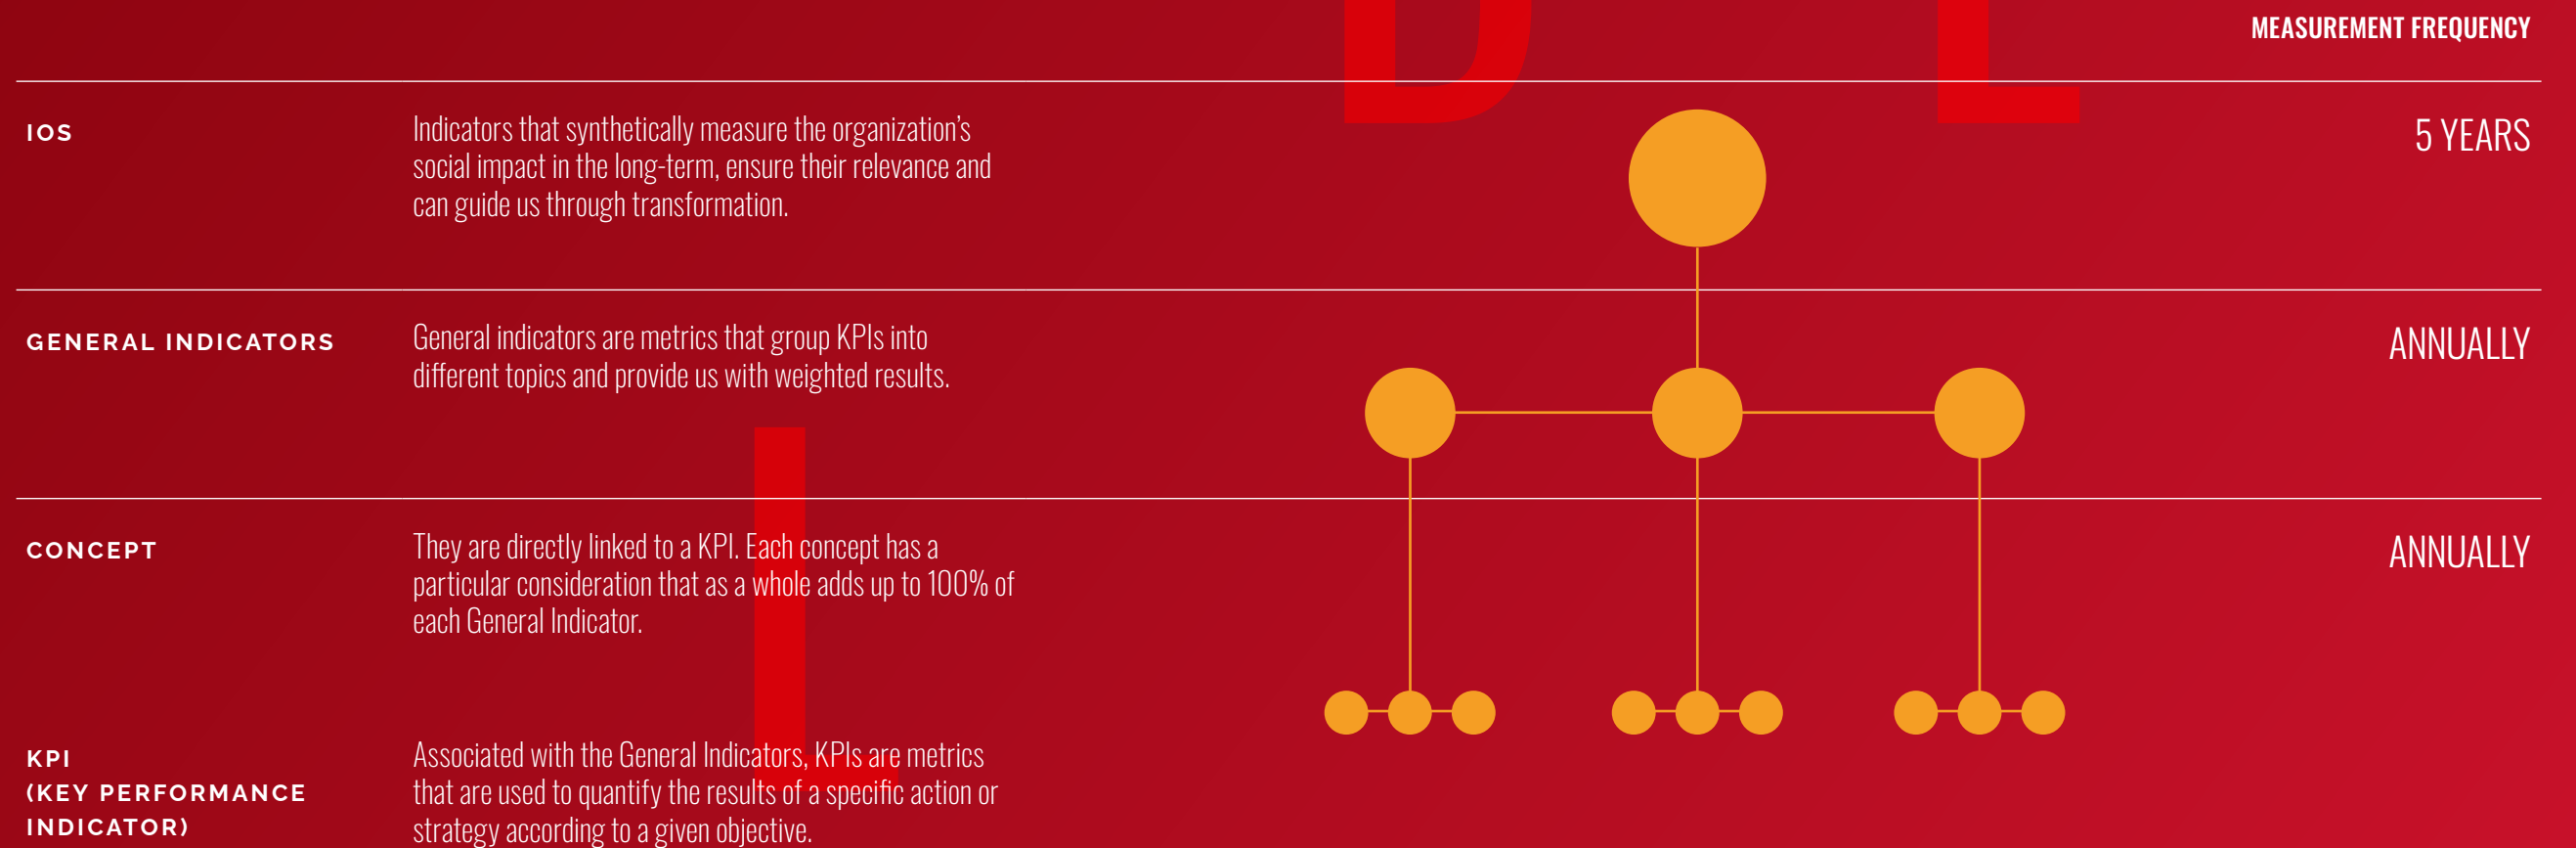 MEASUREMENT FREQUENCY
IOS
Indicators that synthetically measure the organization’s
social impact in the long-term, ensure their relevance and
can guide us through transformation.
5 YEARS
GENERAL INDICATORS
General indicators are metrics that group KPIs into
different topics and provide us with weighted results.
ANNUALLY
CONCEPT
They are directly linked to a KPI. Each concept has a
particular consideration that as a whole adds up to 100% of
each General Indicator.
ANNUALLY
KPI
(KEY PERFORMANCE
INDICATOR)
Associated with the General Indicators, KPIs are metrics
that are used to quantify the results of a specific action or
strategy according to a given objective.